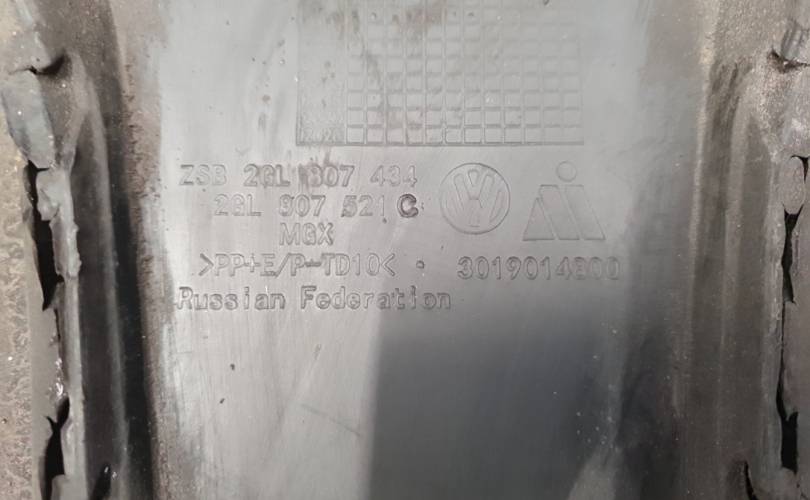 ZSB 2GL 807 434
2GL 807 521 C
MGX
>PP+E/P-TD10< · 3019014800
Russian Federation